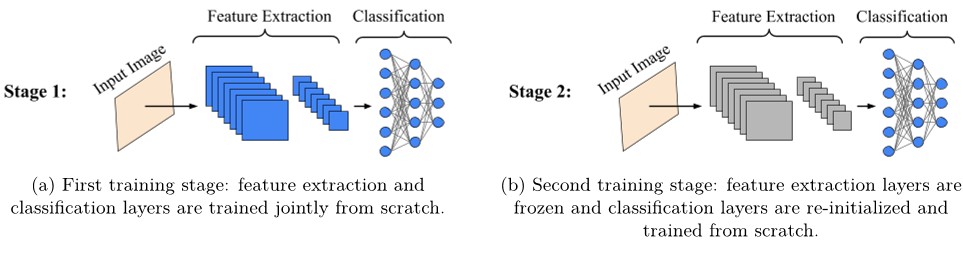 Feature Extraction Classification
Input Image
Stage 1:
(a) First training stage: feature extraction and
classification layers are trained jointly from scratch.
Feature Extraction Classification
Input Image
Stage 2:
(b) Second training stage: feature extraction layers are
frozen and classification layers are re-initialized and
trained from scratch.